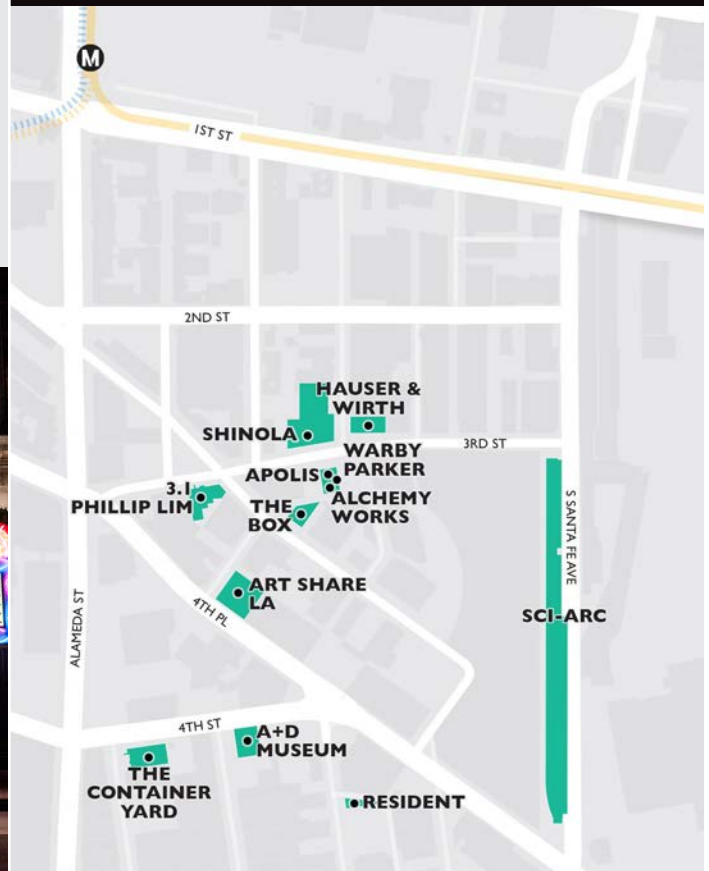 M
1ST ST
2ND ST
HAUSER &
WIRTH
SHINOLA
3RD ST
WARBY
PARKER
APOLIS
ALCHEMY
WORKS
3.1
PHILLIP LIM
THE
BOX
S SANTA FE AVE
ART SHARE
LA
4TH PL
ALAMEDA ST
SCI-ARC
4TH ST
A+D
MUSEUM
THE
CONTAINER
YARD
RESIDENT